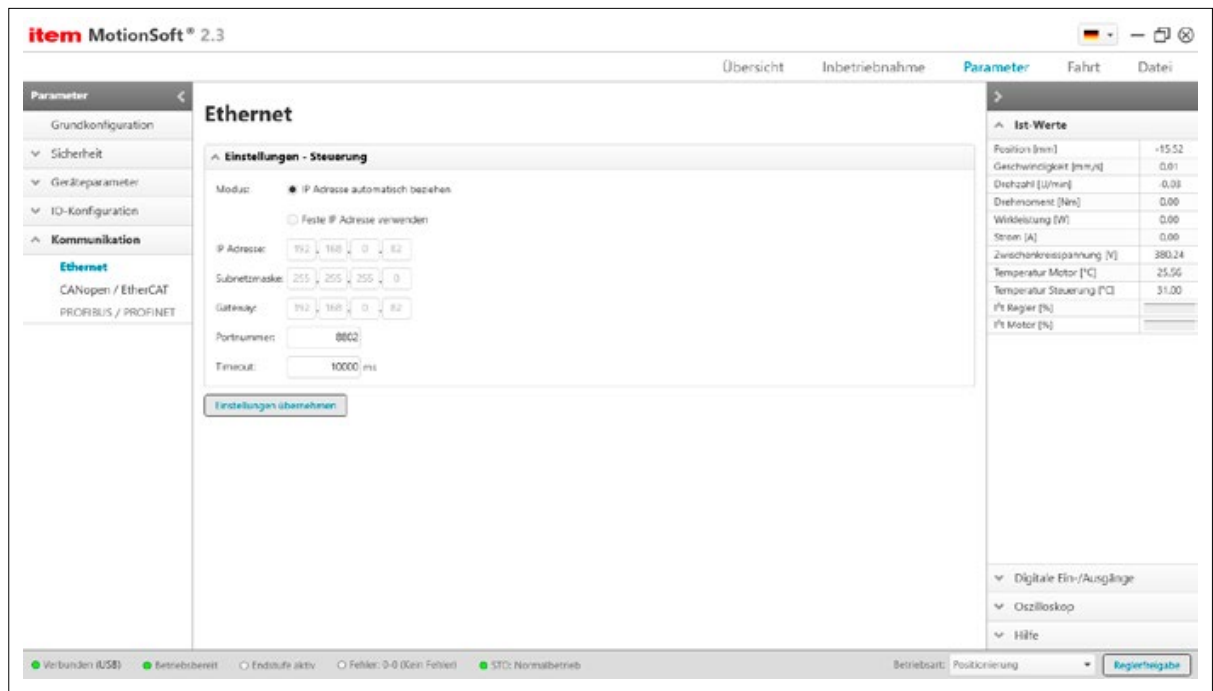 item MotionSoft® 2.3
Übersicht Inbetriebnahme Parameter Fahrt Datei
Parameter
Grundkonfiguration
Sicherheit
Geräteparameter
IO-Konfiguration
Kommunikation
Ethernet
CANopen / EtherCAT
PROFIBUS / PROFINET
Ethernet
Einstellungen - Steuerung
Modus: IP Adresse automatisch beziehen
Feste IP Adresse verwenden
IP Adresse: 192 . 168 . 0 . 82
Subnetzmaske: 255 . 255 . 255 . 0
Gateway: 192 . 168 . 0 . 82
Portnummer: 8802
Timeout: 10000 ms
Einstellungen übernehmen
Ist-Werte
Position [mm] -15.52
Geschwindigkeit [mm/s] 0.01
Drehzahl [U/min] -0.03
Drehmoment [Nm] 0.00
Wirkleistung [W] 0.00
Strom [A] 0.00
Zwischenkreisspannung [V] 380.24
Temperatur Motor [°C] 25.56
Temperatur Steuerung [°C] 31.00
I²t Regler [%]
I²t Motor [%]
Digitale Ein-/Ausgänge
Oszilloskop
Hilfe
Verbunden (USB) Betriebsbereit Endstufe aktiv Fehler: 0-0 (Kein Fehler) STO: Normalbetrieb Betriebsart: Positionierung Reglerfreigabe